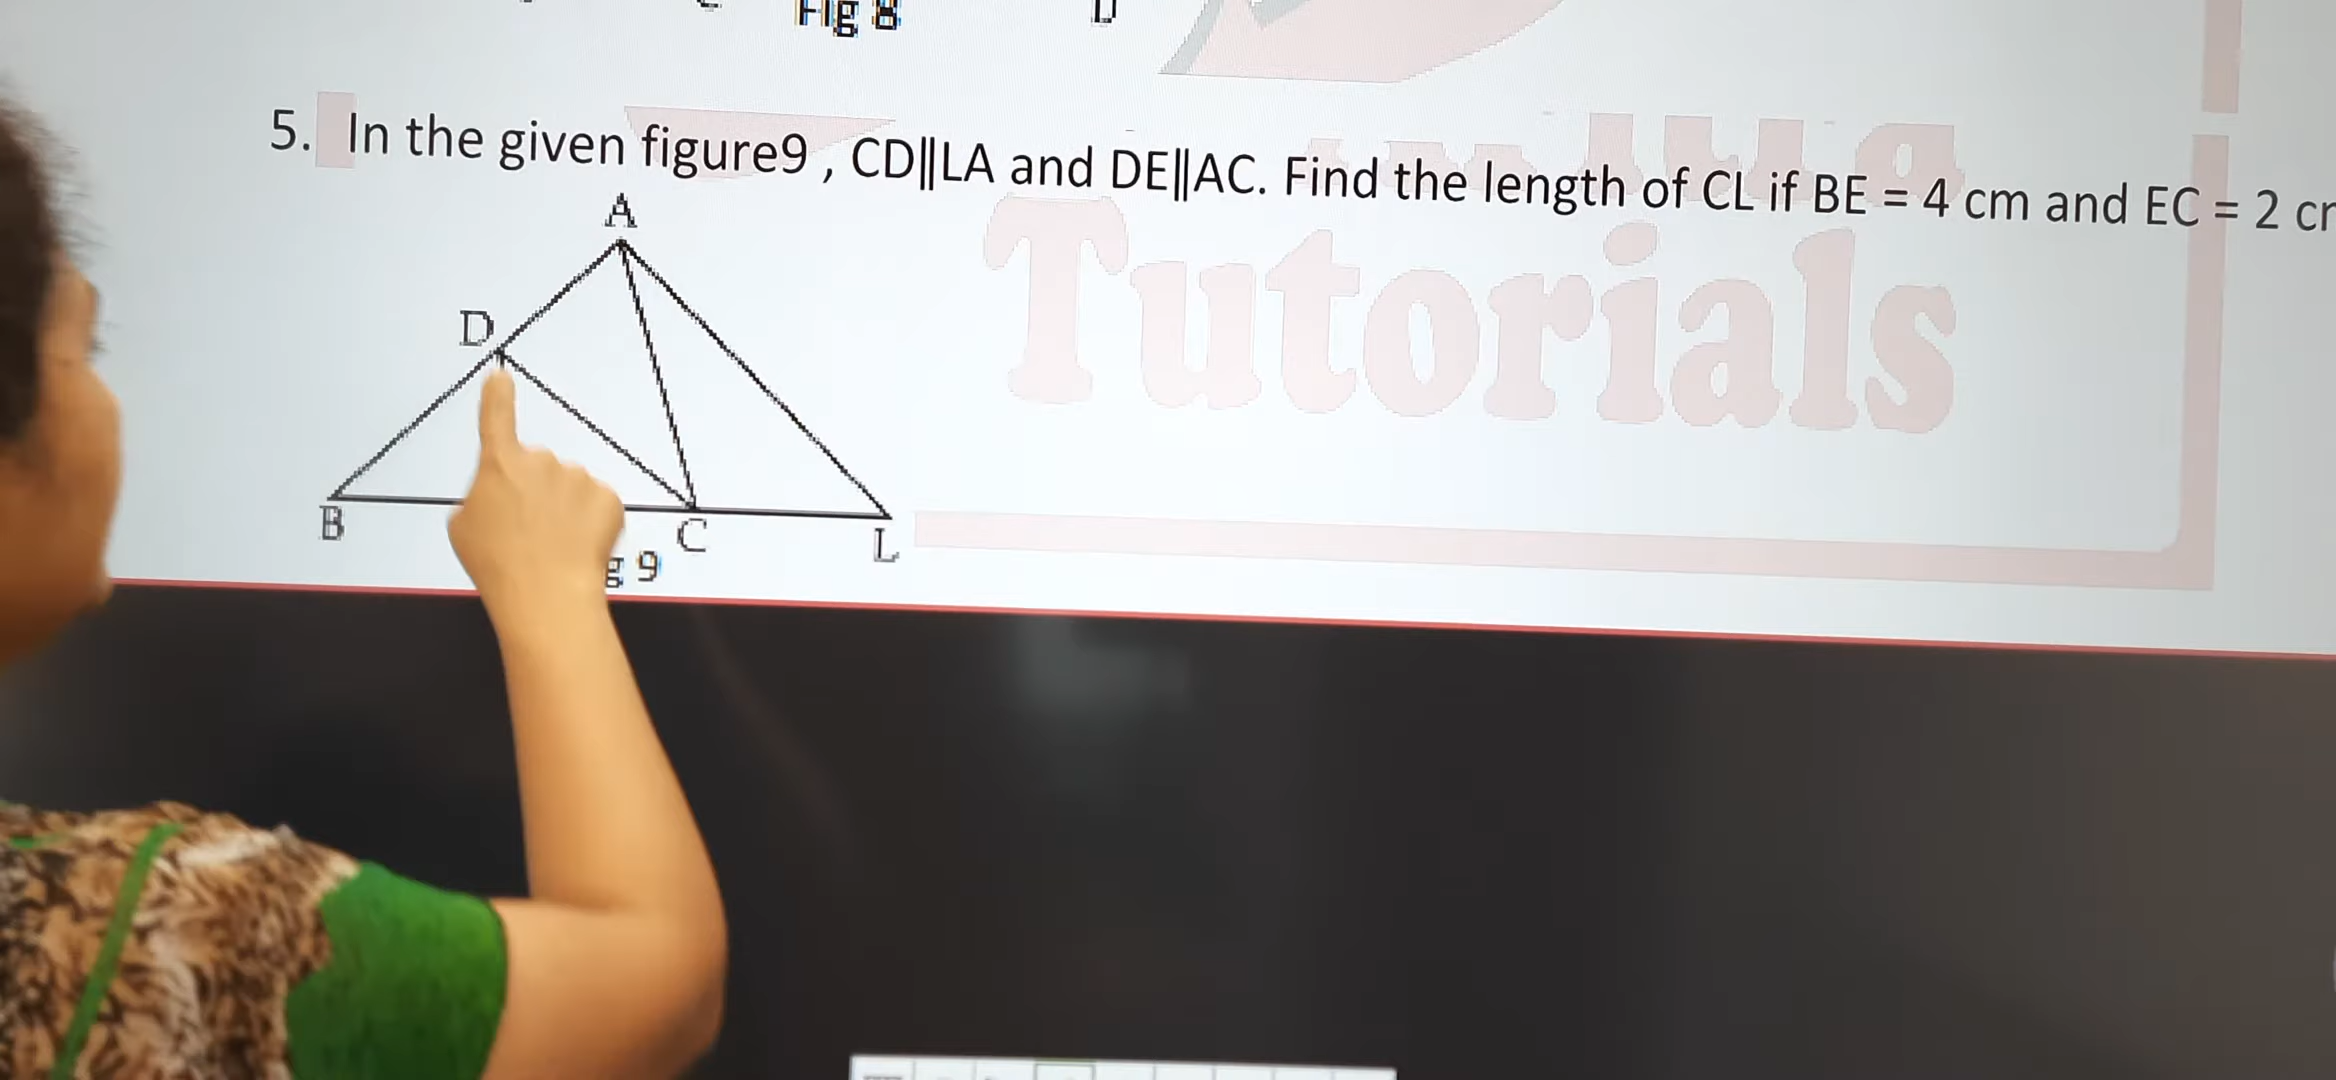 Fig 8
5. In the given figure9 , CD∥LA and DE∥AC. Find the length of CL if BE = 4 cm and EC = 2
A
D
B
C
L
g 9
Tutorials